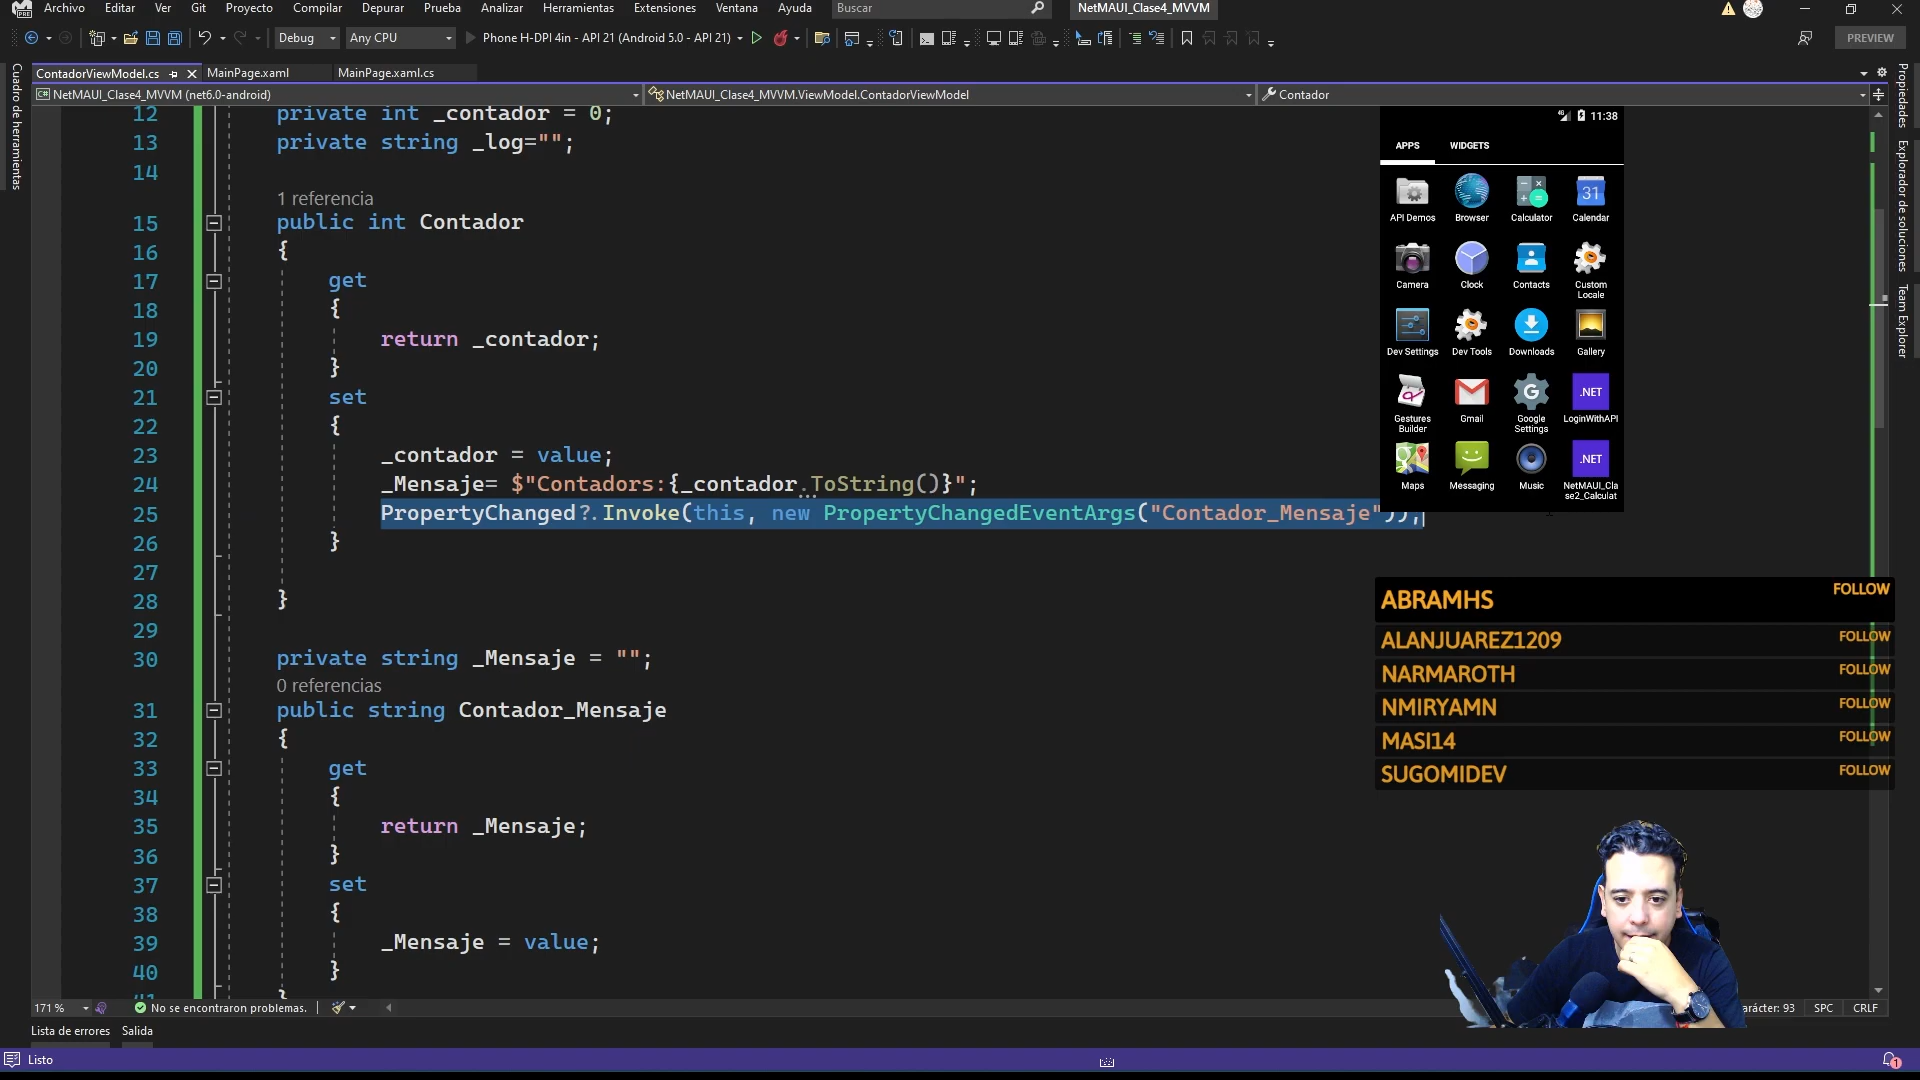 Archivo Editar Ver Git Proyecto Compilar Depurar Prueba Analizar Herramientas Extensiones Ventana Ayuda Buscar NetMAUI_Clase4_MVVM
Debug Any CPU Phone H-DPI 4in - API 21 (Android 5.0 - API 21) PREVIEW
ContadorViewModel.cs MainPage.xaml MainPage.xaml.cs
NetMAUI_Clase4_MVVM (net6.0-android) NetMAUI_Clase4_MVVM.ViewModel.ContadorViewModel Contador
Cuadro de herramientas
12 private int _contador = 0;
13 private string _log="";
14
1 referencia
15 public int Contador
16 {
17 get
18 {
19 return _contador;
20 }
21 set
22 {
23 _contador = value;
24 _Mensaje= $"Contadors:{_contador.ToString()}";
25 PropertyChanged?.Invoke(this, new PropertyChangedEventArgs("Contador_Mensaje"));
26 }
27
28 }
29
30 private string _Mensaje = "";
0 referencias
31 public string Contador_Mensaje
32 {
33 get
34 {
35 return _Mensaje;
36 }
37 set
38 {
39 _Mensaje = value;
40 }
41 }
11:38
APPS WIDGETS
31
API Demos Browser Calculator Calendar
Camera Clock Contacts Custom
Locale
Dev Settings Dev Tools Downloads Gallery
.NET
Gestures Gmail Google LoginWithAPI
Builder Settings
.NET
Maps Messaging Music NetMAUI_Cla
se2_Calculat
Propiedades
Explorador de soluciones
Team Explorer
ABRAMHS FOLLOW
ALANJUAREZ1209 FOLLOW
NARMAROTH FOLLOW
NMIRYAMN FOLLOW
MASI14 FOLLOW
SUGOMIDEV FOLLOW
171 % No se encontraron problemas. arácter: 93 SPC CRLF
Lista de errores Salida
Listo 1